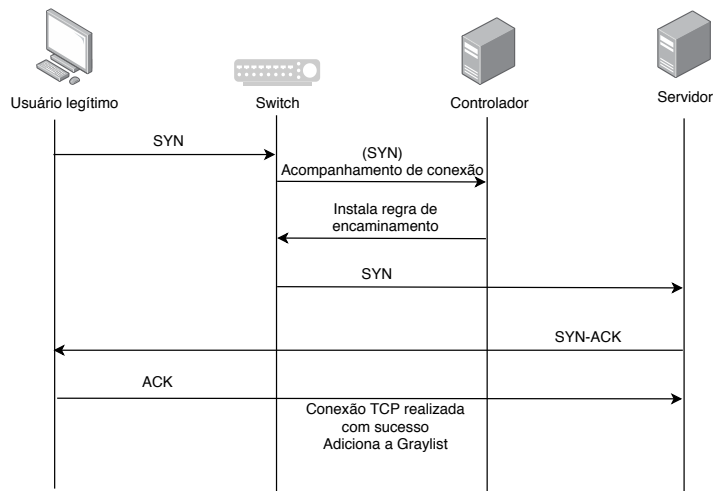 Usuário legítimo
Switch
Controlador
Servidor
SYN
(SYN)
Acompanhamento de conexão
Instala regra de
encaminamento
SYN
SYN-ACK
ACK
Conexão TCP realizada
com sucesso
Adiciona a Graylist